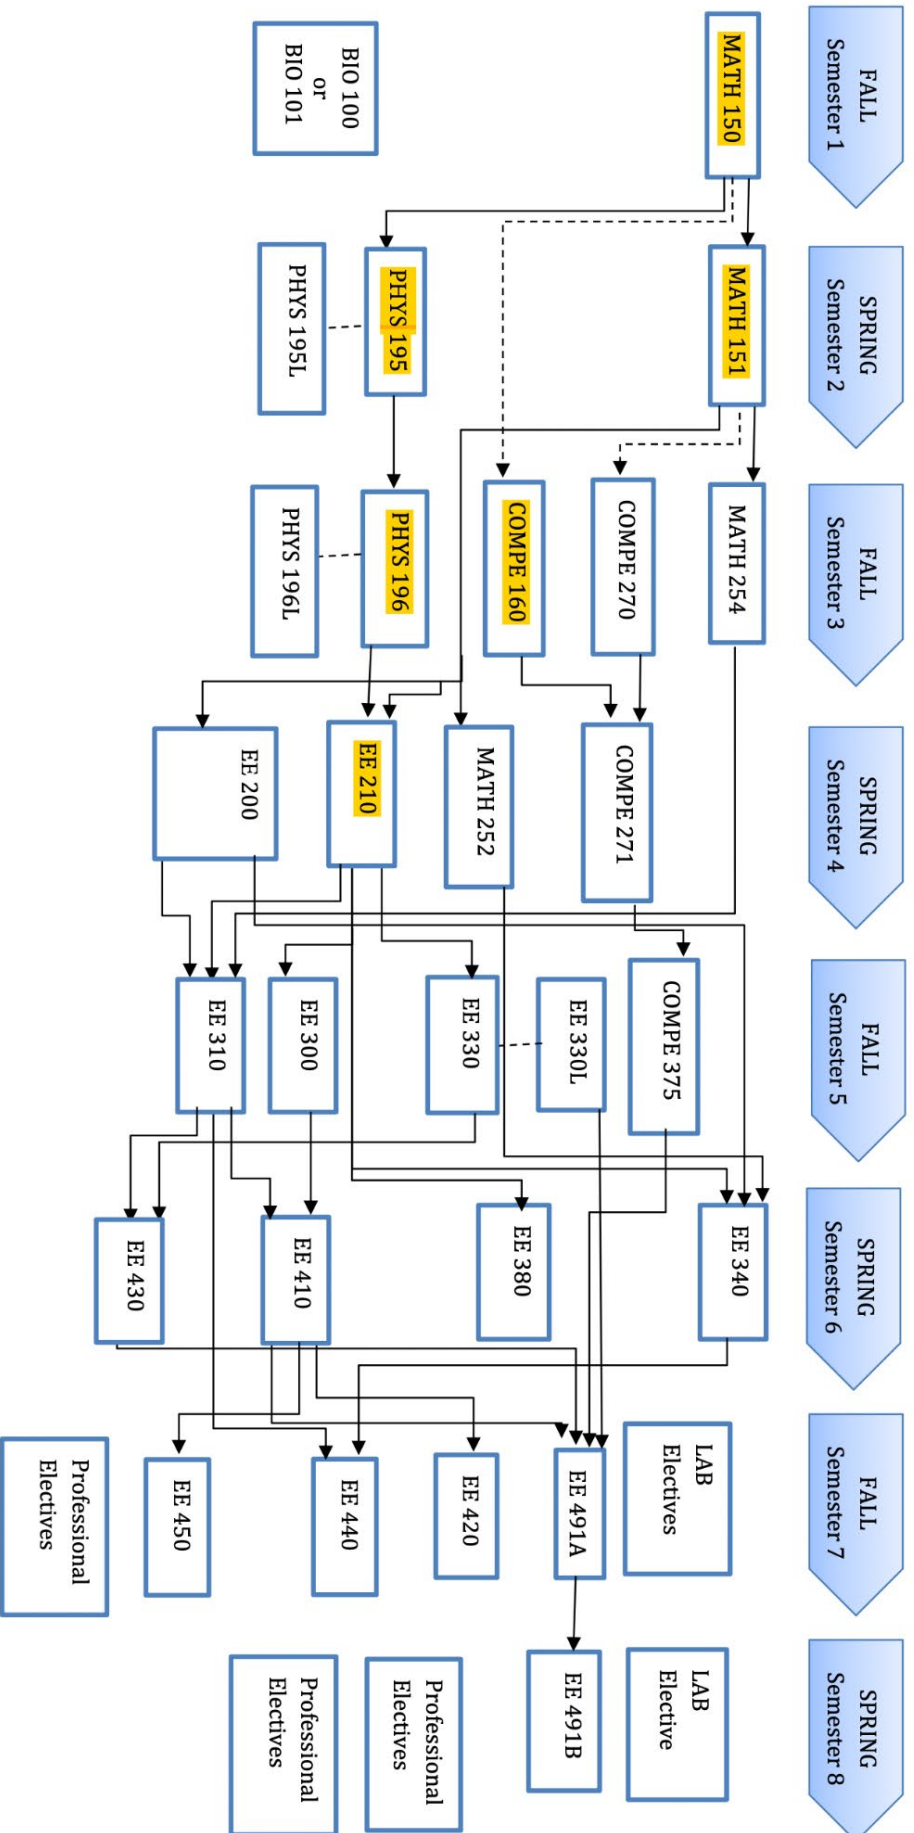 FALL
Semester 1
SPRING
Semester 2
FALL
Semester 3
SPRING
Semester 4
FALL
Semester 5
SPRING
Semester 6
FALL
Semester 7
SPRING
Semester 8
MATH 150
BIO 100
or
BIO 101
MATH 151
PHYS 195
PHYS 195L
MATH 254
COMPE 270
COMPE 160
PHYS 196
PHYS 196L
COMPE 271
MATH 252
EE 210
EE 200
COMPE 375
EE 330L
EE 330
EE 300
EE 310
EE 340
EE 380
EE 410
EE 430
LAB
Electives
EE 491A
EE 420
EE 440
EE 450
Professional
Electives
LAB
Elective
EE 491B
Professional
Electives
Professional
Electives